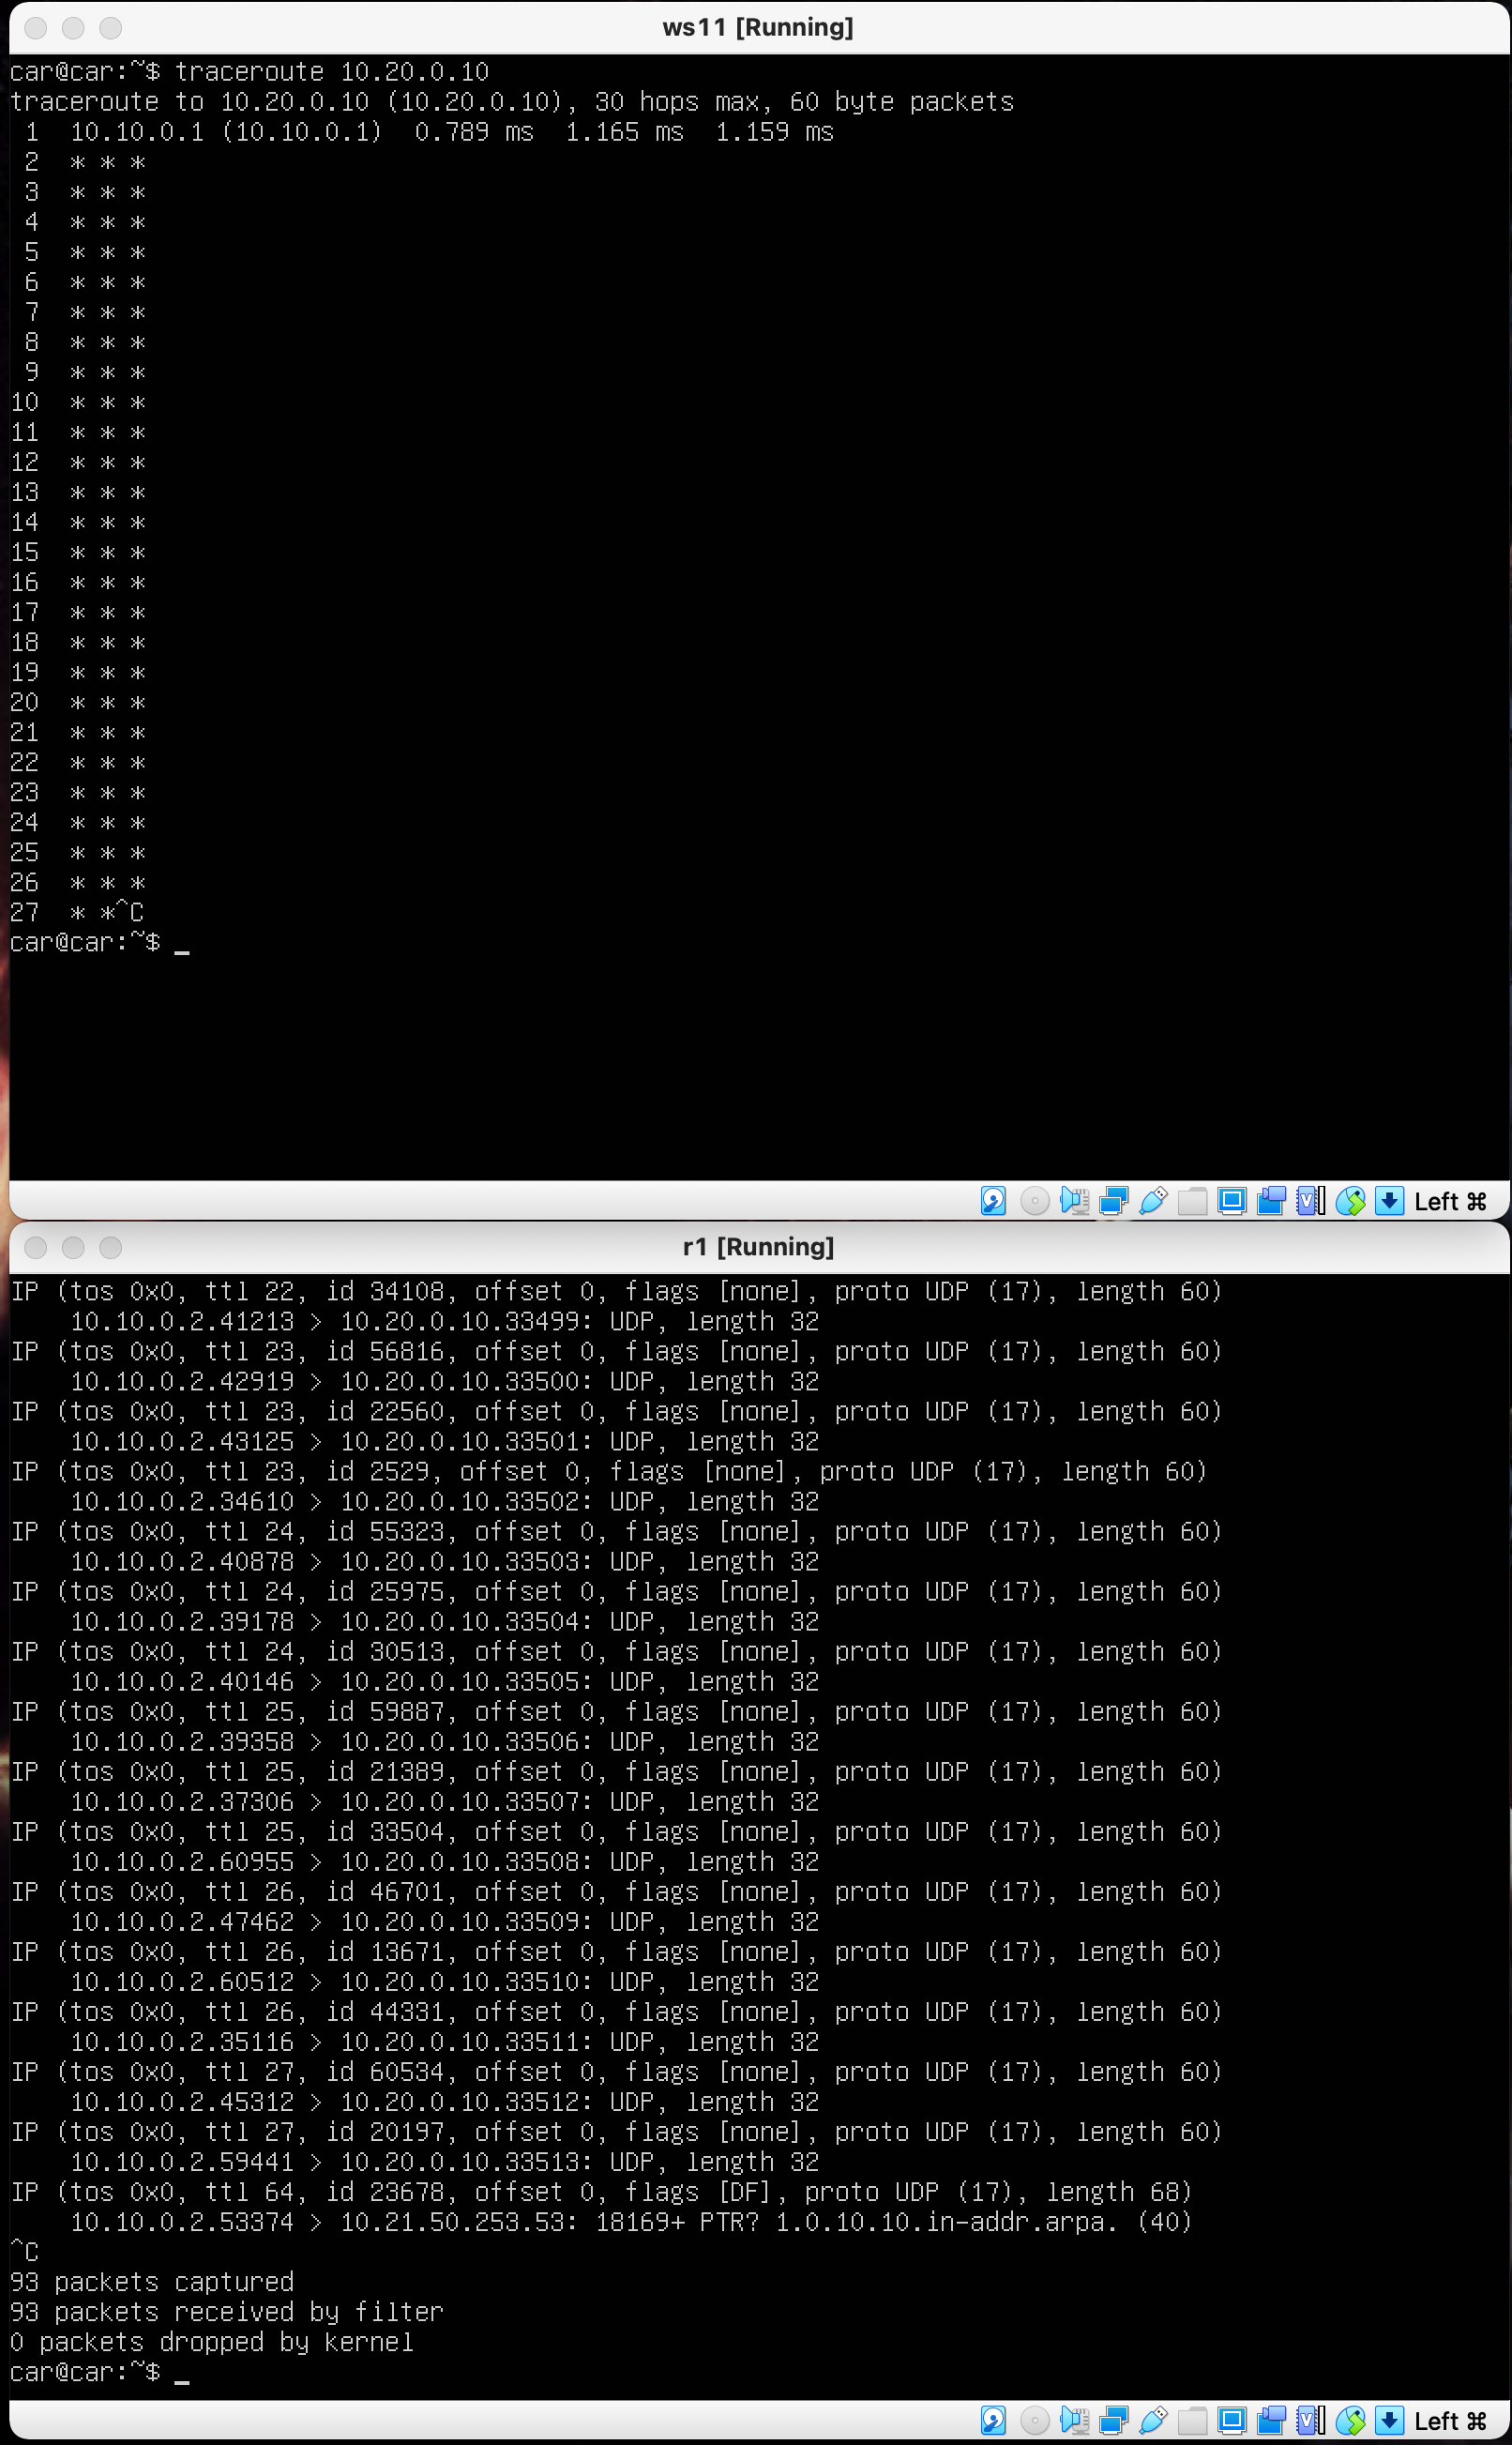 ws11 [Running]
car@car:~$ traceroute 10.20.0.10
traceroute to 10.20.0.10 (10.20.0.10), 30 hops max, 60 byte packets
 1  10.10.0.1 (10.10.0.1)  0.789 ms  1.165 ms  1.159 ms
 2  * * *
 3  * * *
 4  * * *
 5  * * *
 6  * * *
 7  * * *
 8  * * *
 9  * * *
10  * * *
11  * * *
12  * * *
13  * * *
14  * * *
15  * * *
16  * * *
17  * * *
18  * * *
19  * * *
20  * * *
21  * * *
22  * * *
23  * * *
24  * * *
25  * * *
26  * * *
27  * *^C
car@car:~$ _
Left ⌘
r1 [Running]
IP (tos 0x0, ttl 22, id 34108, offset 0, flags [none], proto UDP (17), length 60)
    10.10.0.2.41213 > 10.20.0.10.33499: UDP, length 32
IP (tos 0x0, ttl 23, id 56816, offset 0, flags [none], proto UDP (17), length 60)
    10.10.0.2.42919 > 10.20.0.10.33500: UDP, length 32
IP (tos 0x0, ttl 23, id 22560, offset 0, flags [none], proto UDP (17), length 60)
    10.10.0.2.43125 > 10.20.0.10.33501: UDP, length 32
IP (tos 0x0, ttl 23, id 2529, offset 0, flags [none], proto UDP (17), length 60)
    10.10.0.2.34610 > 10.20.0.10.33502: UDP, length 32
IP (tos 0x0, ttl 24, id 55323, offset 0, flags [none], proto UDP (17), length 60)
    10.10.0.2.40878 > 10.20.0.10.33503: UDP, length 32
IP (tos 0x0, ttl 24, id 25975, offset 0, flags [none], proto UDP (17), length 60)
    10.10.0.2.39178 > 10.20.0.10.33504: UDP, length 32
IP (tos 0x0, ttl 24, id 30513, offset 0, flags [none], proto UDP (17), length 60)
    10.10.0.2.40146 > 10.20.0.10.33505: UDP, length 32
IP (tos 0x0, ttl 25, id 59887, offset 0, flags [none], proto UDP (17), length 60)
    10.10.0.2.39358 > 10.20.0.10.33506: UDP, length 32
IP (tos 0x0, ttl 25, id 21389, offset 0, flags [none], proto UDP (17), length 60)
    10.10.0.2.37306 > 10.20.0.10.33507: UDP, length 32
IP (tos 0x0, ttl 25, id 33504, offset 0, flags [none], proto UDP (17), length 60)
    10.10.0.2.60955 > 10.20.0.10.33508: UDP, length 32
IP (tos 0x0, ttl 26, id 46701, offset 0, flags [none], proto UDP (17), length 60)
    10.10.0.2.47462 > 10.20.0.10.33509: UDP, length 32
IP (tos 0x0, ttl 26, id 13671, offset 0, flags [none], proto UDP (17), length 60)
    10.10.0.2.60512 > 10.20.0.10.33510: UDP, length 32
IP (tos 0x0, ttl 26, id 44331, offset 0, flags [none], proto UDP (17), length 60)
    10.10.0.2.35116 > 10.20.0.10.33511: UDP, length 32
IP (tos 0x0, ttl 27, id 60534, offset 0, flags [none], proto UDP (17), length 60)
    10.10.0.2.45312 > 10.20.0.10.33512: UDP, length 32
IP (tos 0x0, ttl 27, id 20197, offset 0, flags [none], proto UDP (17), length 60)
    10.10.0.2.59441 > 10.20.0.10.33513: UDP, length 32
IP (tos 0x0, ttl 64, id 23678, offset 0, flags [DF], proto UDP (17), length 68)
    10.10.0.2.53374 > 10.21.50.253.53: 18169+ PTR? 1.0.10.10.in-addr.arpa. (40)
^C
93 packets captured
93 packets received by filter
0 packets dropped by kernel
car@car:~$ _
Left ⌘